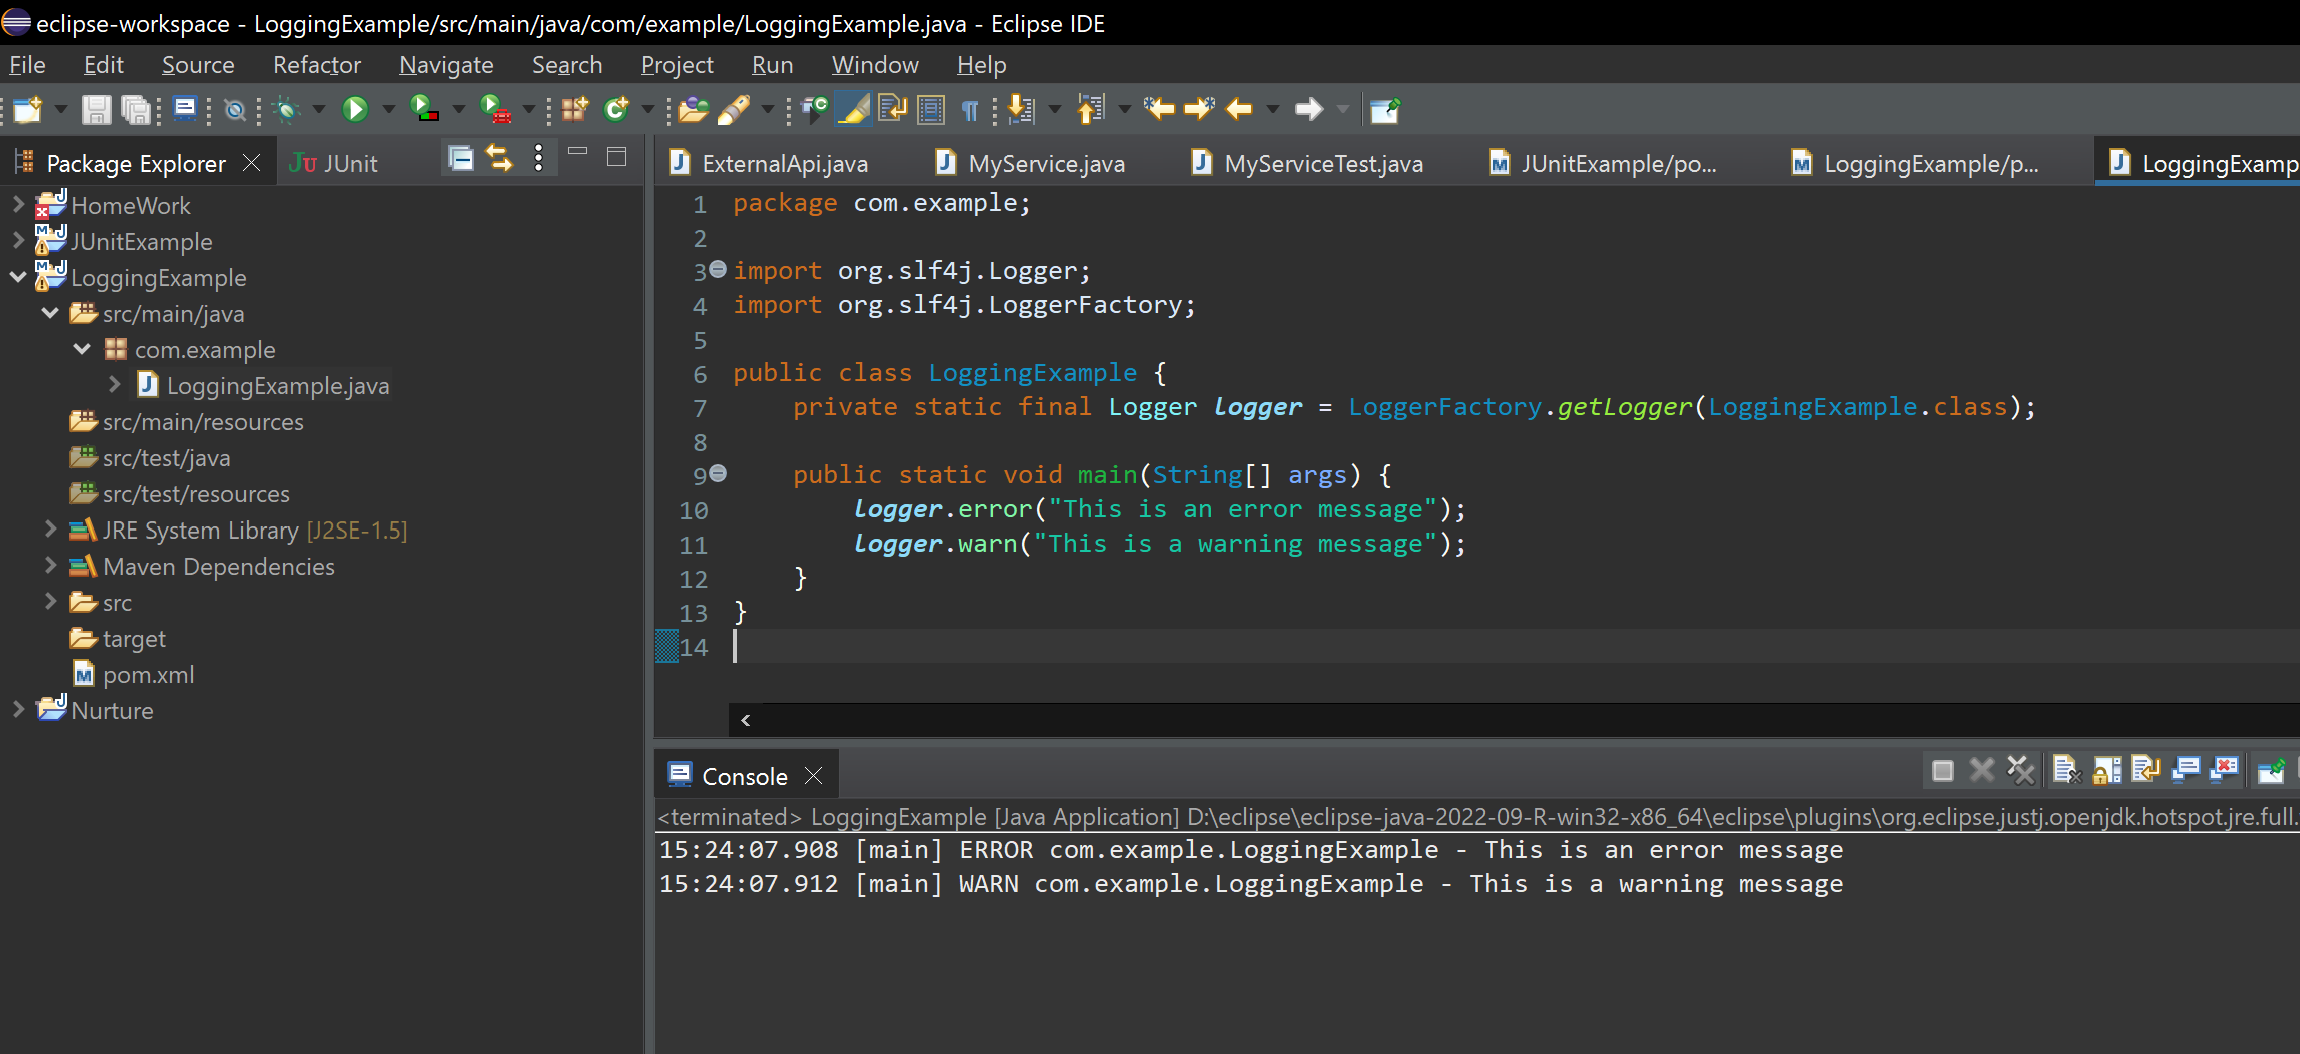 eclipse-workspace - LoggingExample/src/main/java/com/example/LoggingExample.java - Eclipse IDE
File Edit Source Refactor Navigate Search Project Run Window Help
Package Explorer
JUnit
HomeWork
JUnitExample
LoggingExample
src/main/java
com.example
LoggingExample.java
src/main/resources
src/test/java
src/test/resources
JRE System Library [J2SE-1.5]
Maven Dependencies
src
target
pom.xml
Nurture
ExternalApi.java MyService.java MyServiceTest.java JUnitExample/po... LoggingExample/p... LoggingExamp
1 package com.example;
2
3 import org.slf4j.Logger;
4 import org.slf4j.LoggerFactory;
5
6 public class LoggingExample {
7 private static final Logger logger = LoggerFactory.getLogger(LoggingExample.class);
8
9 public static void main(String[] args) {
10 logger.error("This is an error message");
11 logger.warn("This is a warning message");
12 }
13 }
14
Console
<terminated> LoggingExample [Java Application] D:\eclipse\eclipse-java-2022-09-R-win32-x86_64\eclipse\plugins\org.eclipse.justj.openjdk.hotspot.jre.full.
15:24:07.908 [main] ERROR com.example.LoggingExample - This is an error message
15:24:07.912 [main] WARN com.example.LoggingExample - This is a warning message